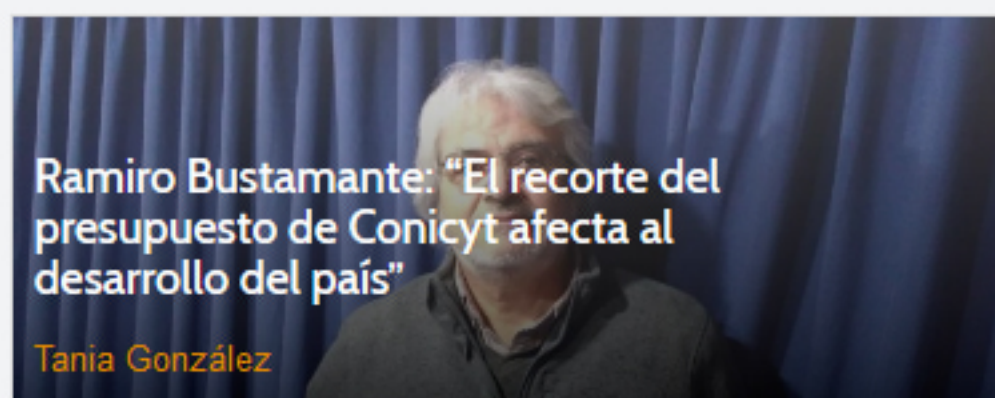 Ramiro Bustamante: “El recorte del
presupuesto de Conicyt afecta al
desarrollo del país”
Tania González